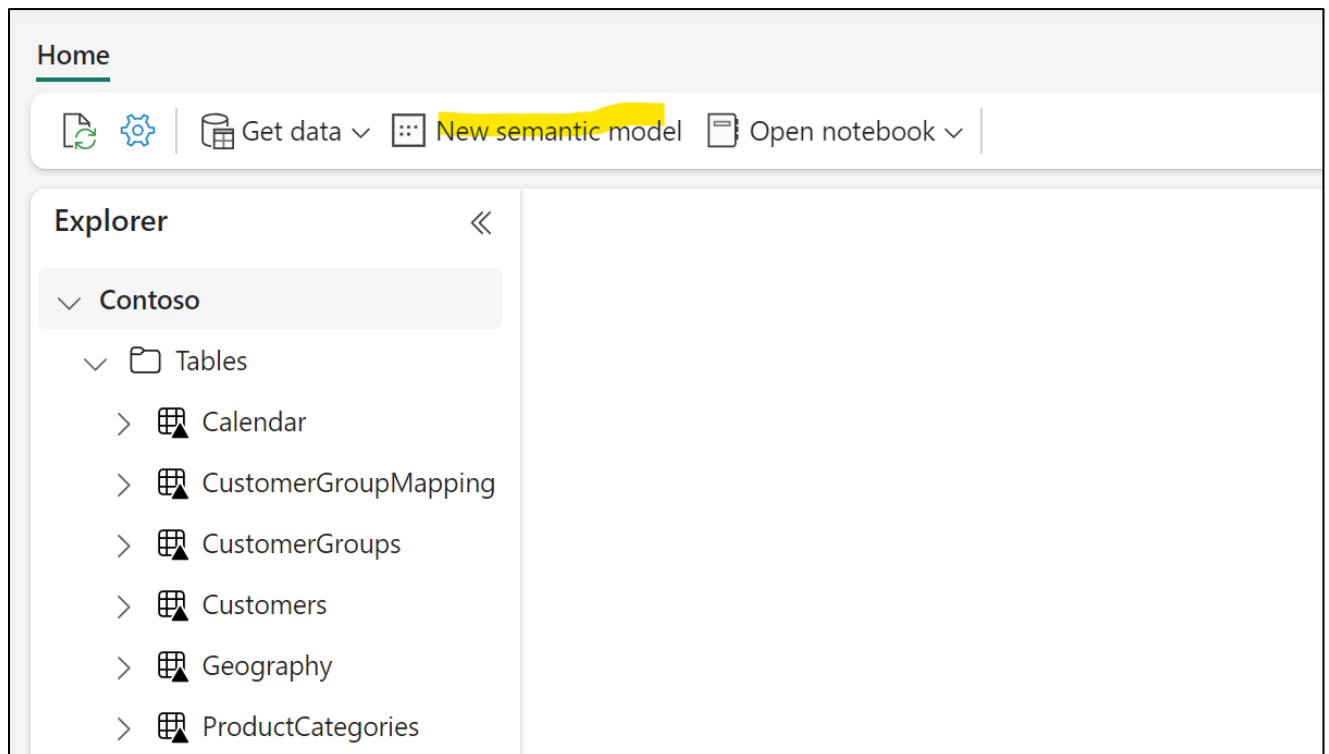 Home
Get data New semantic model Open notebook
Explorer
Contoso
Tables
Calendar
CustomerGroupMapping
CustomerGroups
Customers
Geography
ProductCategories